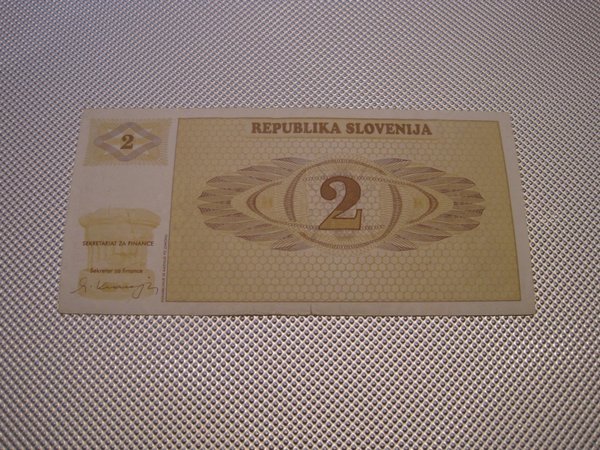 2
REPUBLIKA SLOVENIJA
2
SEKRETARIAT ZA FINANCE
Sekretar za finance